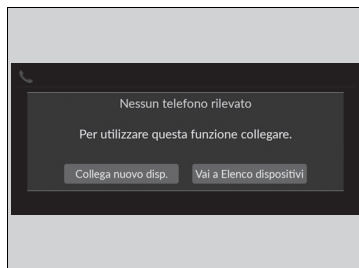 Nessun telefono rilevato
Per utilizzare questa funzione collegare.
Collega nuovo disp.
Vai a Elenco dispositivi